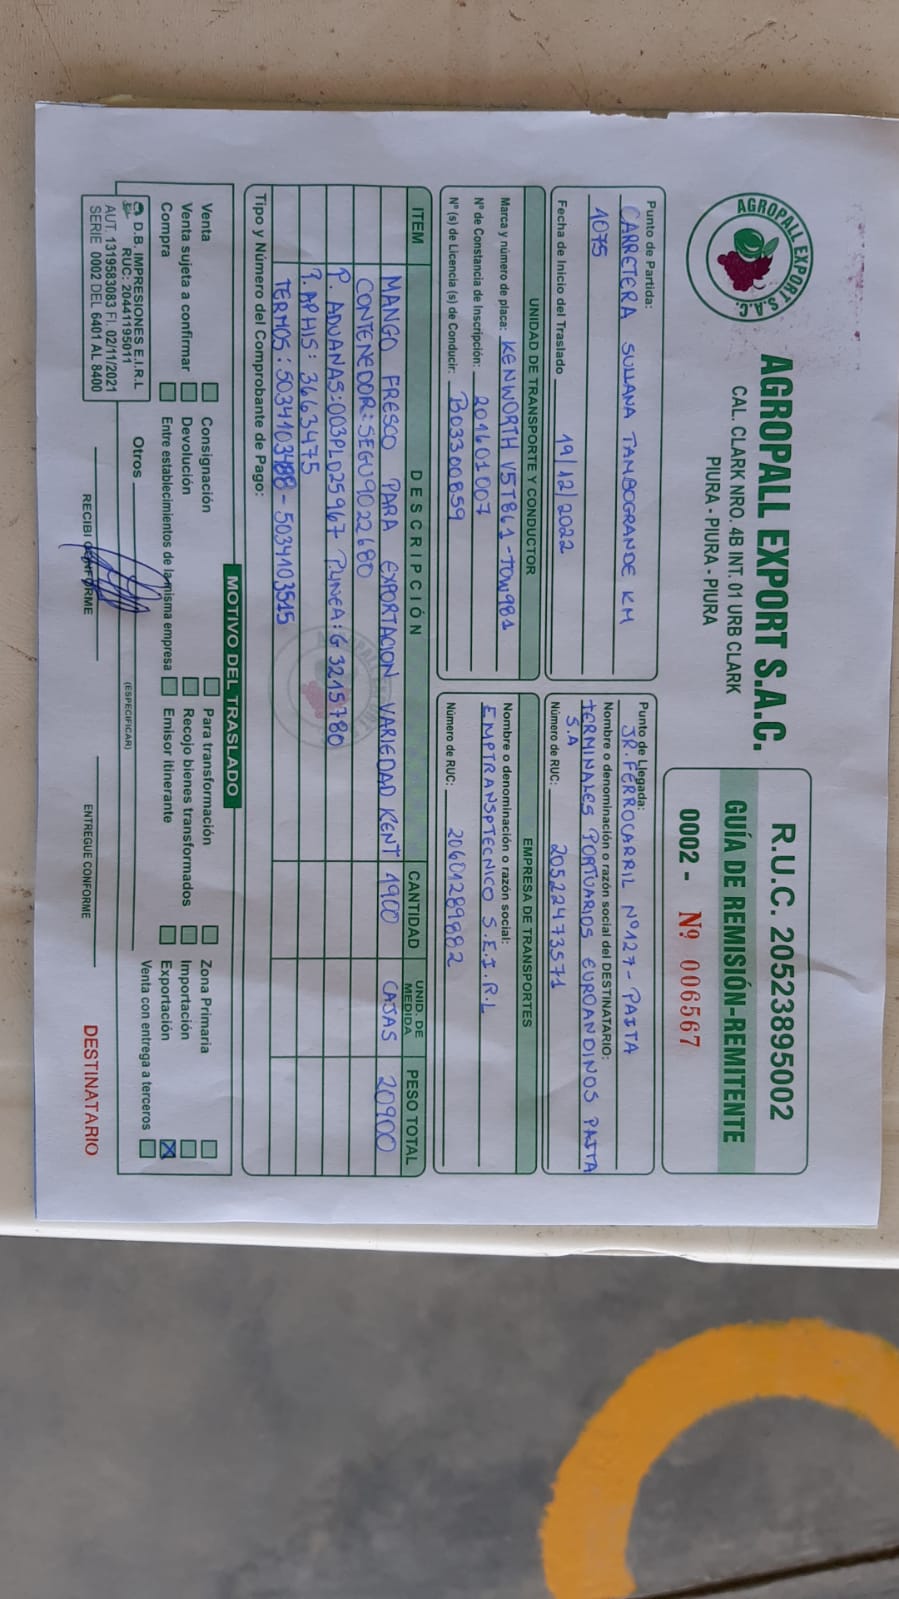 AGROPALL EXPORT S.A.C.
AGROPALL EXPORT S.A.C.
CAL. CLARK NRO. 4B INT. 01 URB CLARK
PIURA - PIURA - PIURA
R.U.C. 20523895002
GUÍA DE REMISIÓN-REMITENTE
0002 - Nº 006567
Punto de Partida:
CARRETERA SULLANA TAMBOGRANDE KM
1075
Fecha de Inicio del Traslado 19/12/2022
Punto de Llegada:
JR. FERROCARRIL Nº127 - PAITA
Nombre o denominación o razón social del DESTINATARIO:
TERMINALES PORTUARIOS EUROANDINOS PAITA
S.A
Número de RUC: 20522473571
UNIDAD DE TRANSPORTE Y CONDUCTOR
Marca y número de placa: KENWORTH V5T861 - TOW981
Nº de Constancia de Inscripción: 201601007
Nº (s) de Licencia (s) de Conducir: B03300859
EMPRESA DE TRANSPORTES
Nombre o denominación o razón social:
EMPTRANSPTECNICO S.E.I.R.L
Número de RUC: 20601289882
ITEM DESCRIPCIÓN CANTIDAD UNID. DE MEDIDA PESO TOTAL
MANGO FRESCO PARA EXPORTACION VARIEDAD KENT 1900 CAJAS 20900
CONTENEDOR: SEGU9022680
P. ADUANAS: 003PL025967 P.LINEA: G3215780
P. APHIS: 3663475
TERMOS: 5034103488 - 5034103515
Tipo y Número del Comprobante de Pago:
MOTIVO DEL TRASLADO
Venta Consignación Para transformación Zona Primaria
Venta sujeta a confirmar Devolución Recojo bienes transformados Importación
Compra Entre establecimientos de la misma empresa Emisor itinerante Exportación X
Venta con entrega a terceros
Otros
(ESPECIFICAR)
D.B. IMPRESIONES E.I.R.L
RUC: 20441195011
AUT. 1319583083 FI. 02/11/2021
SERIE 0002 DEL 6401 AL 8400
RECIBI CONFORME
ENTREGUE CONFORME
DESTINATARIO